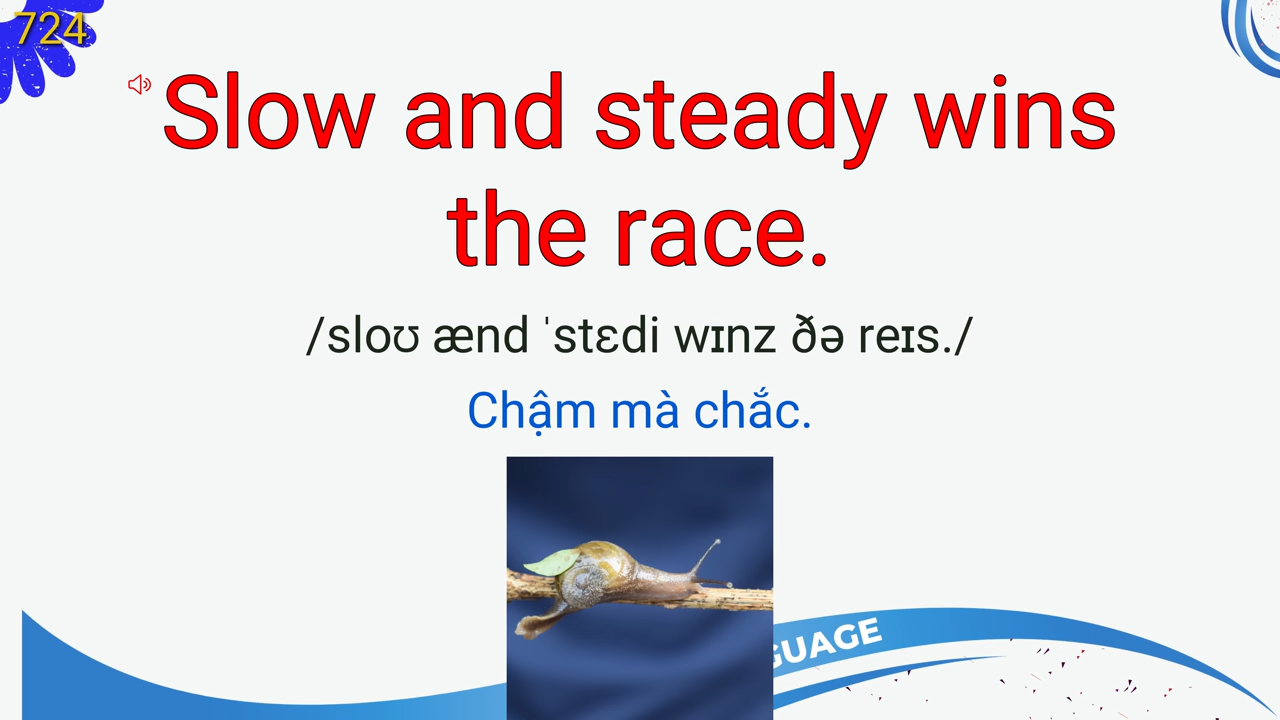 724
Slow and steady wins
the race.
/sloʊ ænd ˈstɛdi wɪnz ðə reɪs./
Chậm mà chắc.
GUAGE